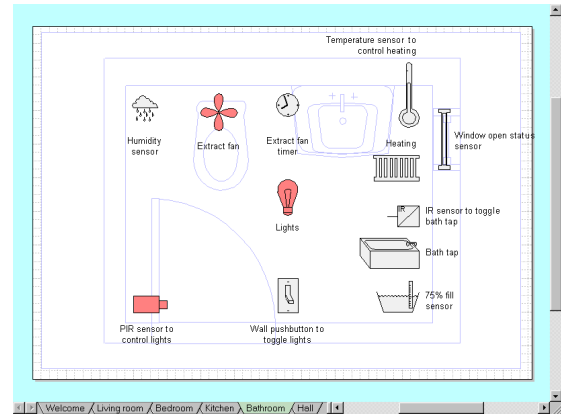 Temperature sensor to
control heating
Humidity
sensor
Extract fan
Extract fan
timer
Heating
Window open status
sensor
Lights
IR
IR sensor to toggle
bath tap
Bath tap
75% fill
sensor
PIR sensor to
control lights
Wall pushbutton to
toggle lights
Welcome / Living room / Bedroom / Kitchen / Bathroom / Hall /